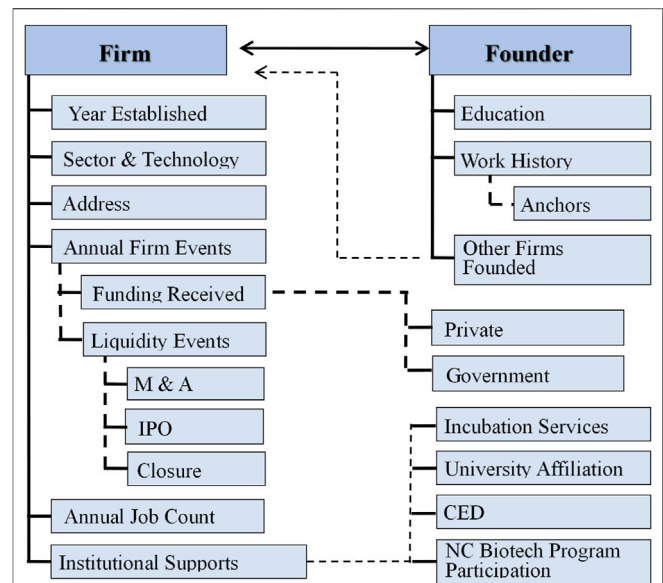 Firm
Year Established
Sector & Technology
Address
Annual Firm Events
Funding Received
Liquidity Events
M & A
IPO
Closure
Annual Job Count
Institutional Supports
Founder
Education
Work History
Anchors
Other Firms
Founded
Private
Government
Incubation Services
University Affiliation
CED
NC Biotech Program
Participation